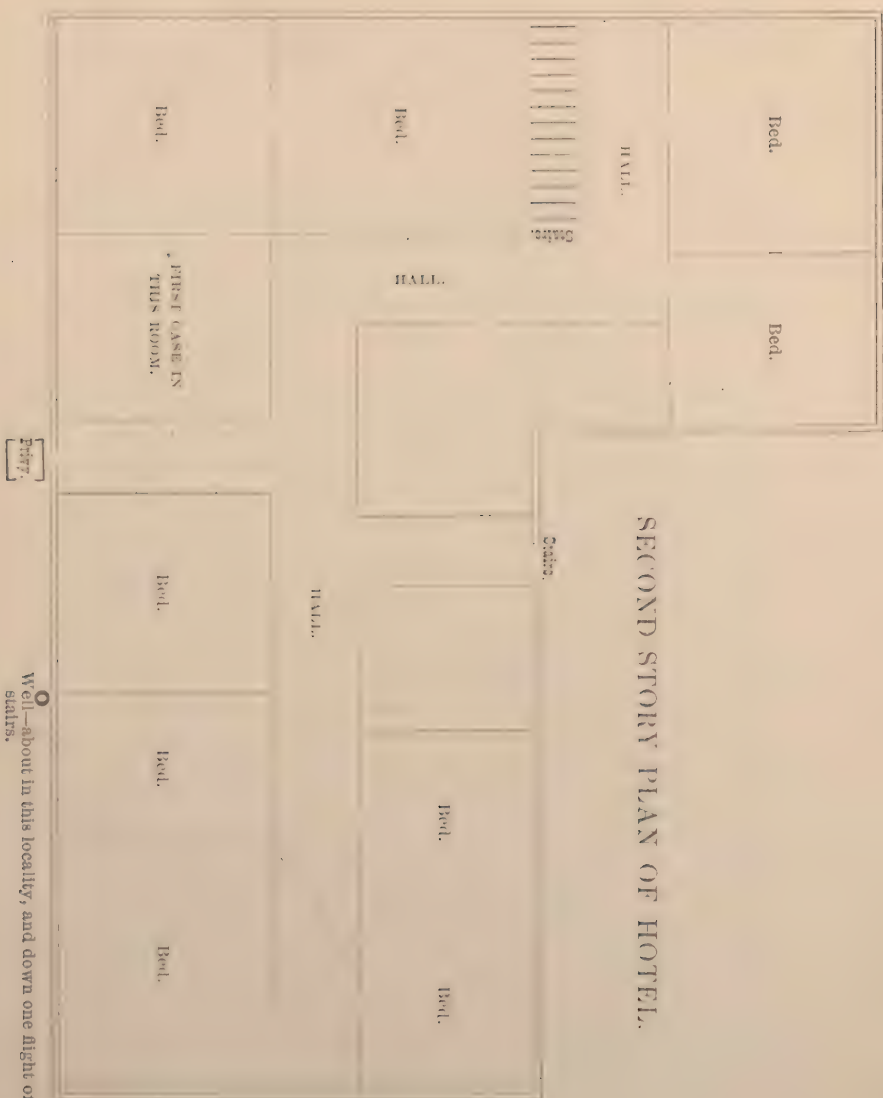 SECOND STORY PLAN OF HOTEL.
Bed.
Bed.
HALL.
Stairs.
Bed.
HALL.
Bed.
FIRST CASE IN
THIS ROOM.
Stairs.
HALL.
Bed.
Bed.
Bed.
Bed.
Bed.
Privy.
Well—about in this locality, and down one flight of
stairs.